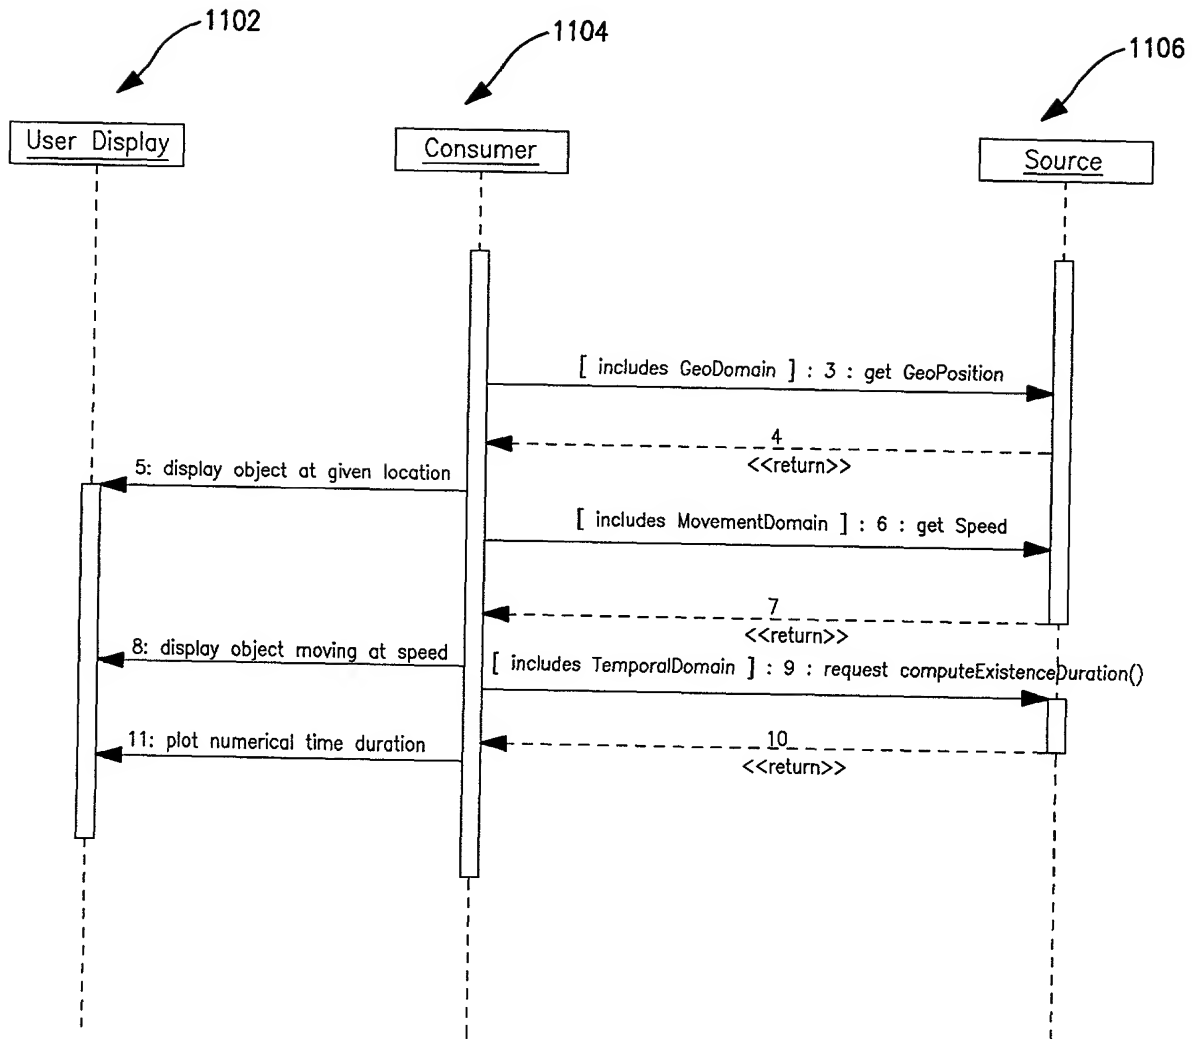 1102
1104
1106
User Display
Consumer
Source
[ includes GeoDomain ] : 3 : get GeoPosition
4
<<return>>
5: display object at given location
[ includes MovementDomain ] : 6 : get Speed
7
<<return>>
8: display object moving at speed
[ includes TemporalDomain ] : 9 : request computeExistenceDuration()
10
<<return>>
11: plot numerical time duration